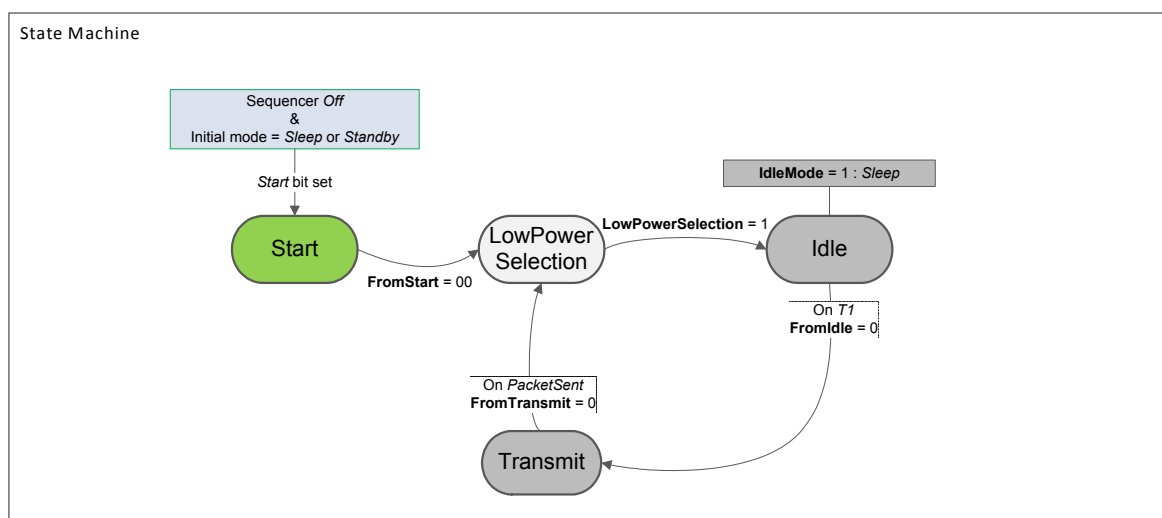 State Machine
Sequencer Off
&
Initial mode = Sleep or Standby
Start bit set
IdleMode = 1 : Sleep
Start
LowPower
Selection
LowPowerSelection = 1
Idle
FromStart = 00
On T1
FromIdle = 0
On PacketSent
FromTransmit = 0
Transmit